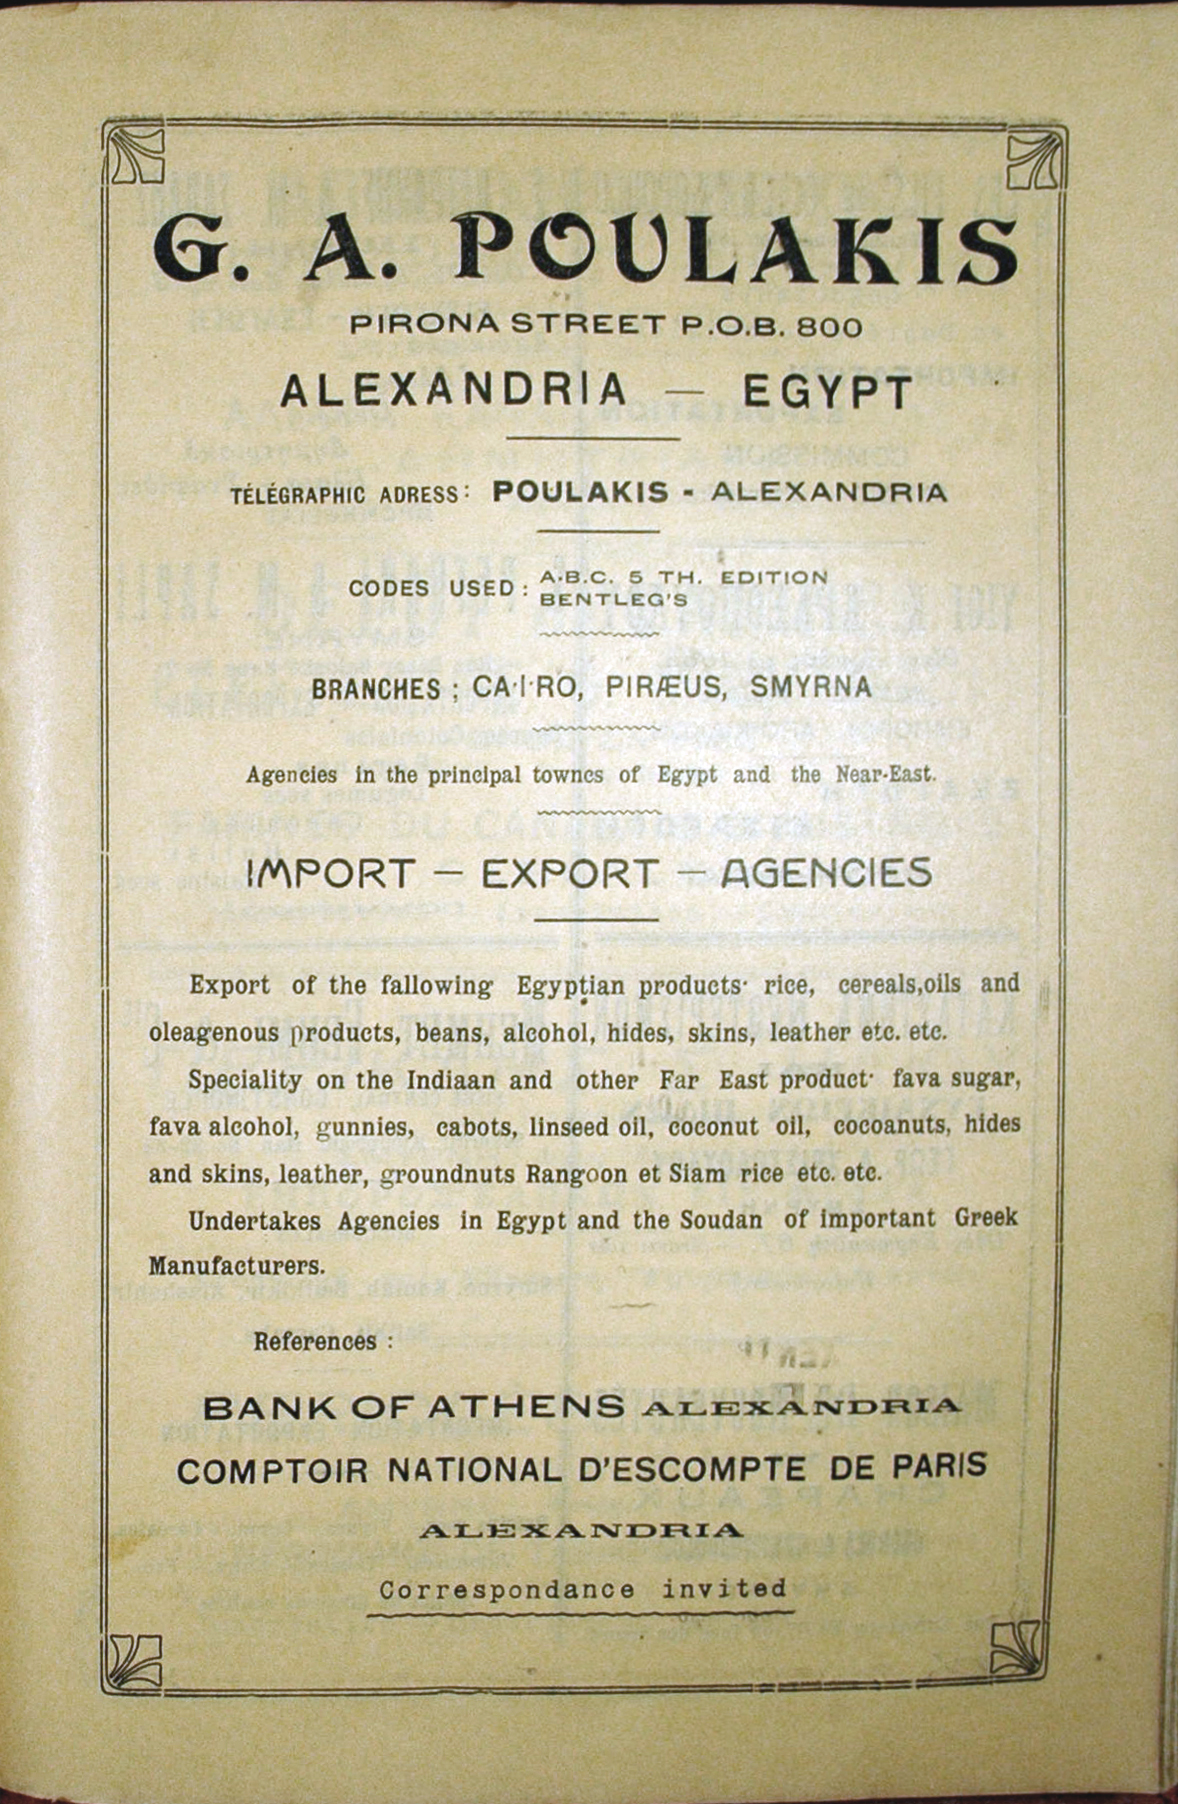 G. A. POULAKIS
PIRONA STREET P.O.B. 800
ALEXANDRIA — EGYPT
TÉLÉGRAPHIC ADRESS: POULAKIS - ALEXANDRIA
CODES USED: A.B.C. 5 TH. EDITION
BENTLEG'S
BRANCHES ; CA·I·RO, PIRÆUS, SMYRNA
Agencies in the principal towncs of Egypt and the Near-East.
IMPORT — EXPORT — AGENCIES
Export of the fallowing Egyptian products· rice, cereals,oils and
oleagenous products, beans, alcohol, hides, skins, leather etc. etc.
Speciality on the Indiaan and other Far East product· fava sugar,
fava alcohol, gunnies, cabots, linseed oil, coconut oil, cocoanuts, hides
and skins, leather, groundnuts Rangoon et Siam rice etc. etc.
Undertakes Agencies in Egypt and the Soudan of important Greek
Manufacturers.
References :
BANK OF ATHENS ALEXANDRIA
COMPTOIR NATIONAL D'ESCOMPTE DE PARIS
ALEXANDRIA
Correspondance invited